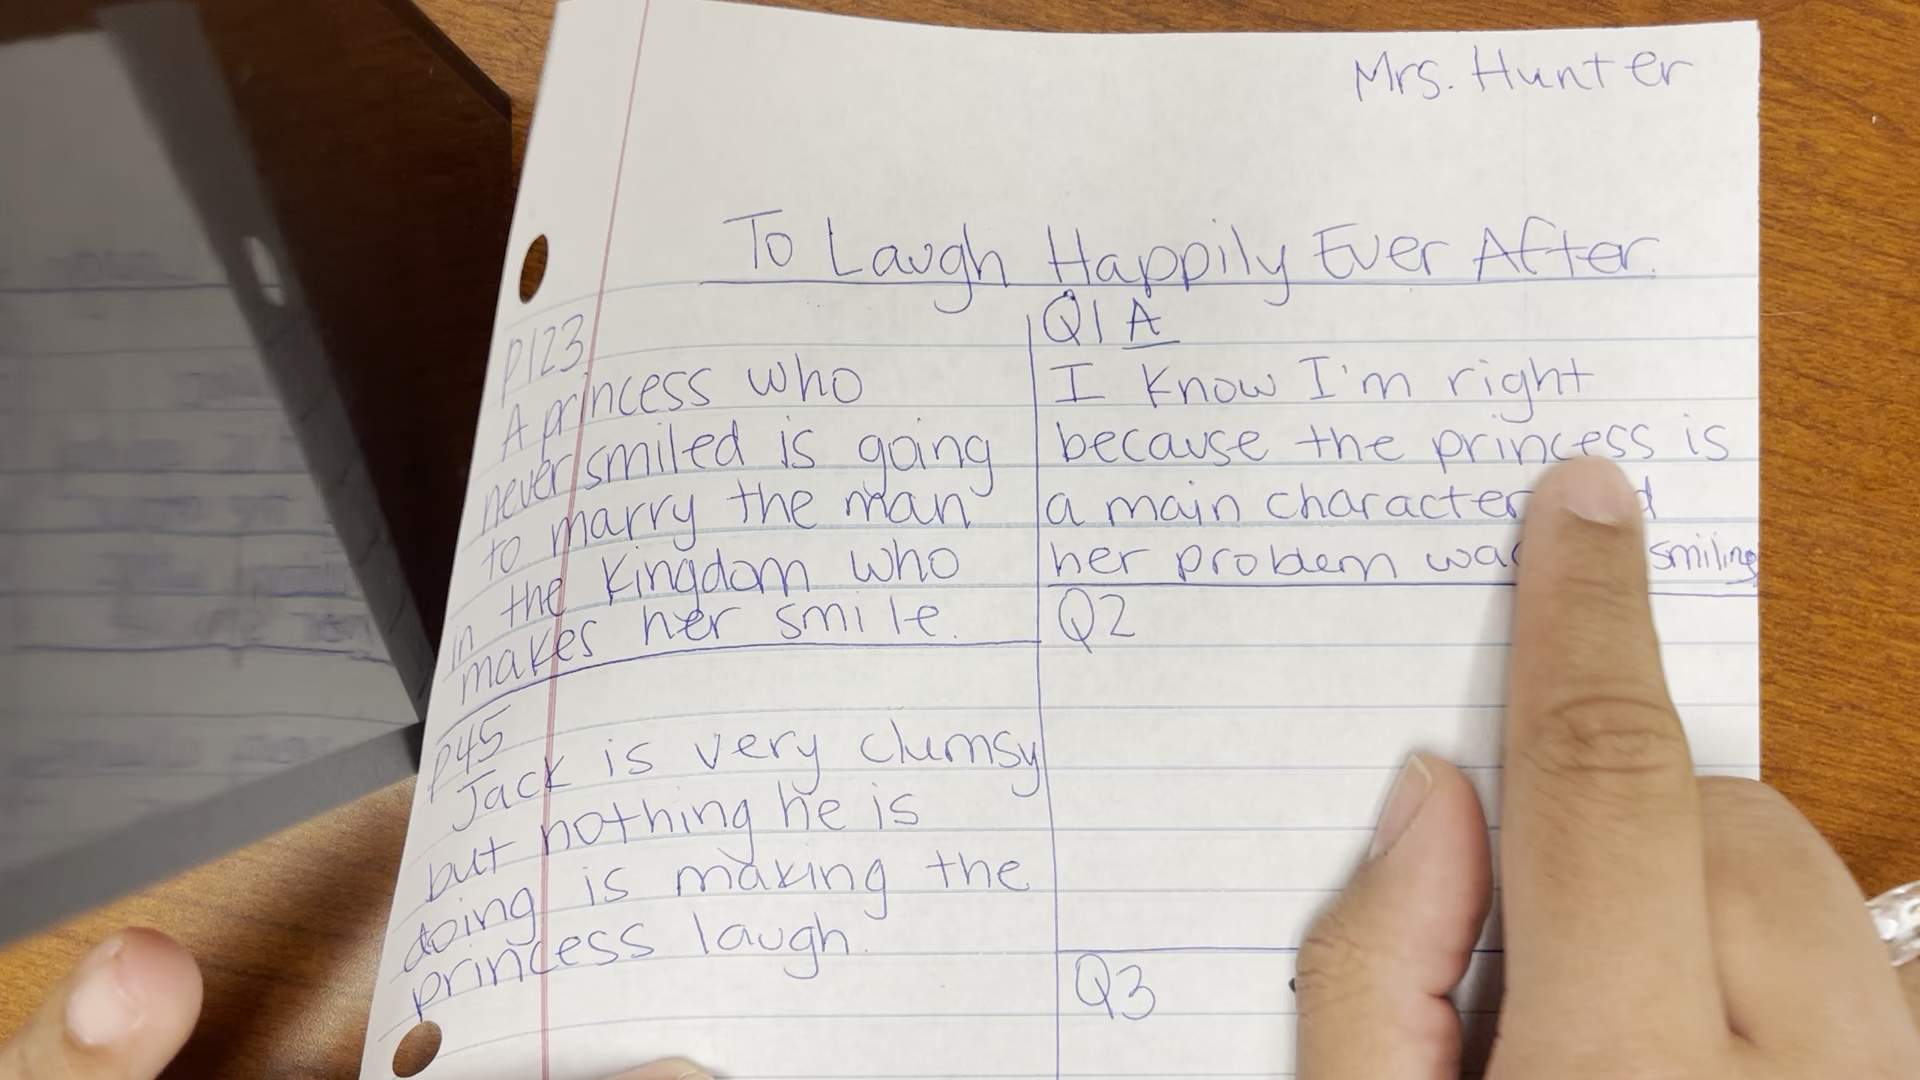 Mrs. Hunter
To Laugh Happily Ever After.
P123
A princess who
never smiled is going
to marry the man
in the Kingdom who
makes her smile.
P45
Jack is very clumsy
but nothing he is
doing is making the
princess laugh.
Q1 A
I know I'm right
because the princess is
a main character
her problem was smiling
Q2
Q3